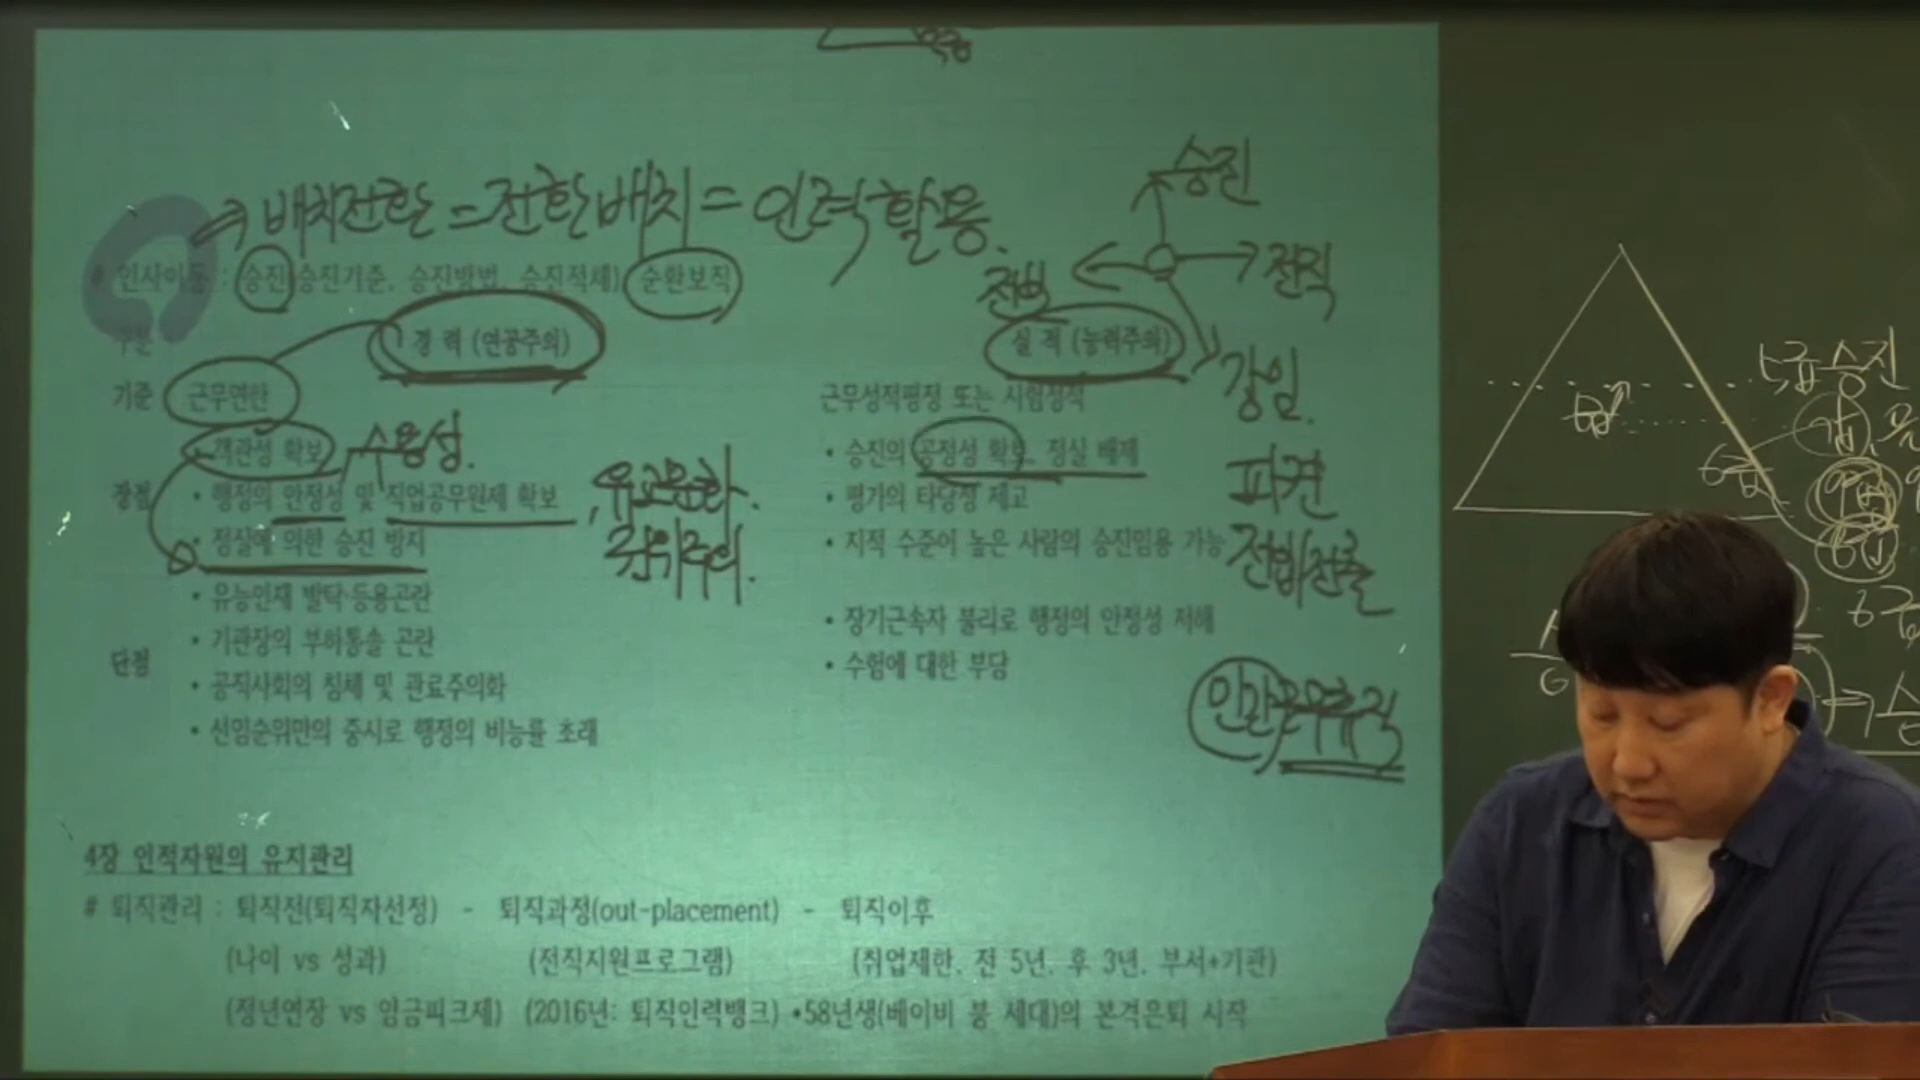 배치전환 = 전환배치 = 인력활용.
# 인사이동 : 승진(승진기준, 승진방법, 승진적체) 순환보직
승진
전직
강임.
파견
구분 경 력 (연공주의) 실 적 (능력주의)
기준 근무연한 근무성적평정 또는 시험성적
• 객관성 확보 수용성.
• 승진의 공정성 확보, 정실 배제
장점 • 행정의 안정성 및 직업공무원제 확보
• 평가의 타당성 제고
• 정실에 의한 승진 방지
• 지적 수준이 높은 사람의 승진임용 가능
• 유능인재 발탁·등용곤란
• 기관장의 부하통솔 곤란
• 장기근속자 불리로 행정의 안정성 저해
단점 • 공직사회의 침체 및 관료주의화
• 수험에 대한 부담
• 선임순위만의 중시로 행정의 비능률 초래
4장 인적자원의 유지관리
# 퇴직관리 : 퇴직전(퇴직자선정) - 퇴직과정(out-placement) - 퇴직이후
(나이 vs 성과) (전직지원프로그램) (취업제한, 전 5년, 후 3년, 부서+기관)
(정년연장 vs 임금피크제) (2016년: 퇴직인력뱅크) •58년생(베이비 붐 세대)의 본격은퇴 시작
5급승진
6급